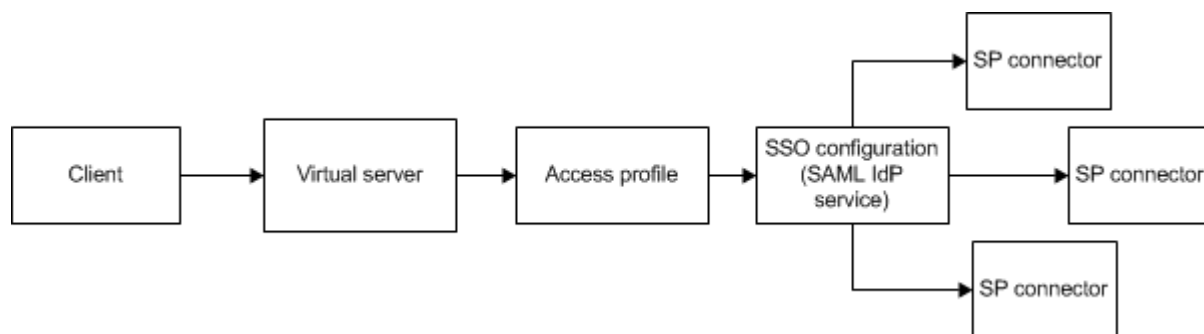 Client
Virtual server
Access profile
SSO configuration
(SAML IdP
service)
SP connector
SP connector
SP connector